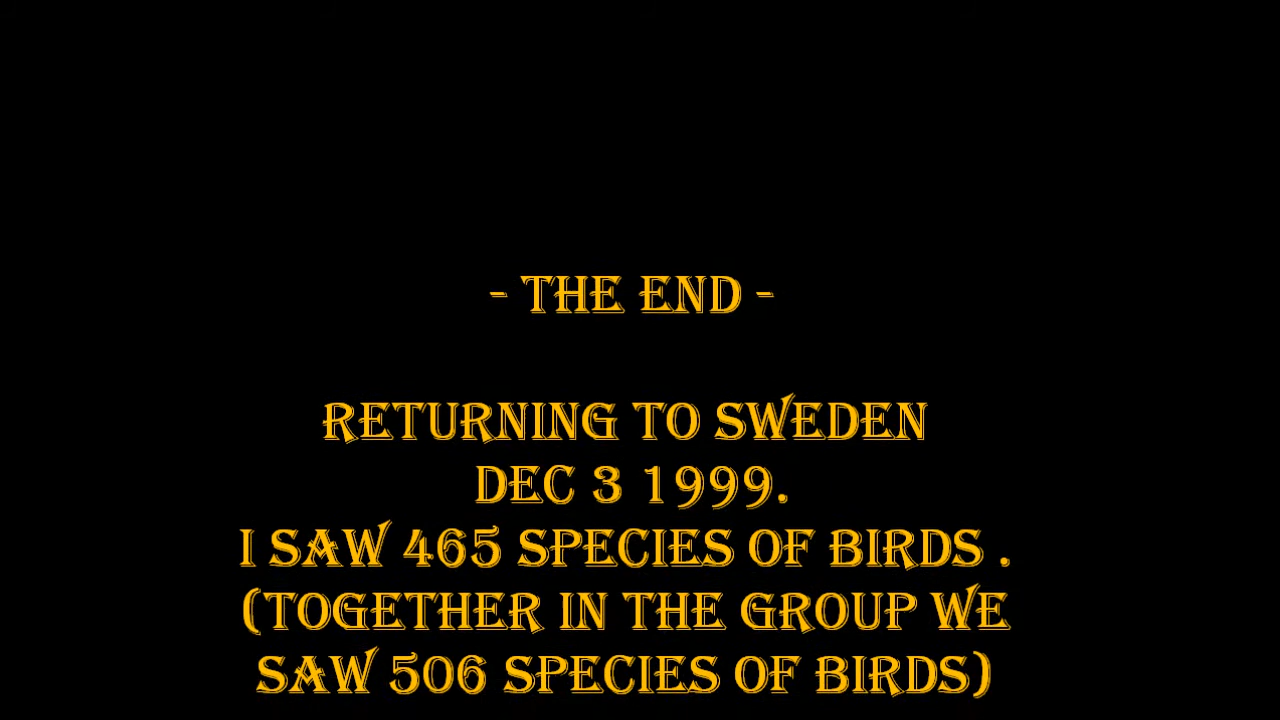 - THE END -
RETURNING TO SWEDEN
DEC 3 1999.
I SAW 465 SPECIES OF BIRDS .
(TOGETHER IN THE GROUP WE
SAW 506 SPECIES OF BIRDS)